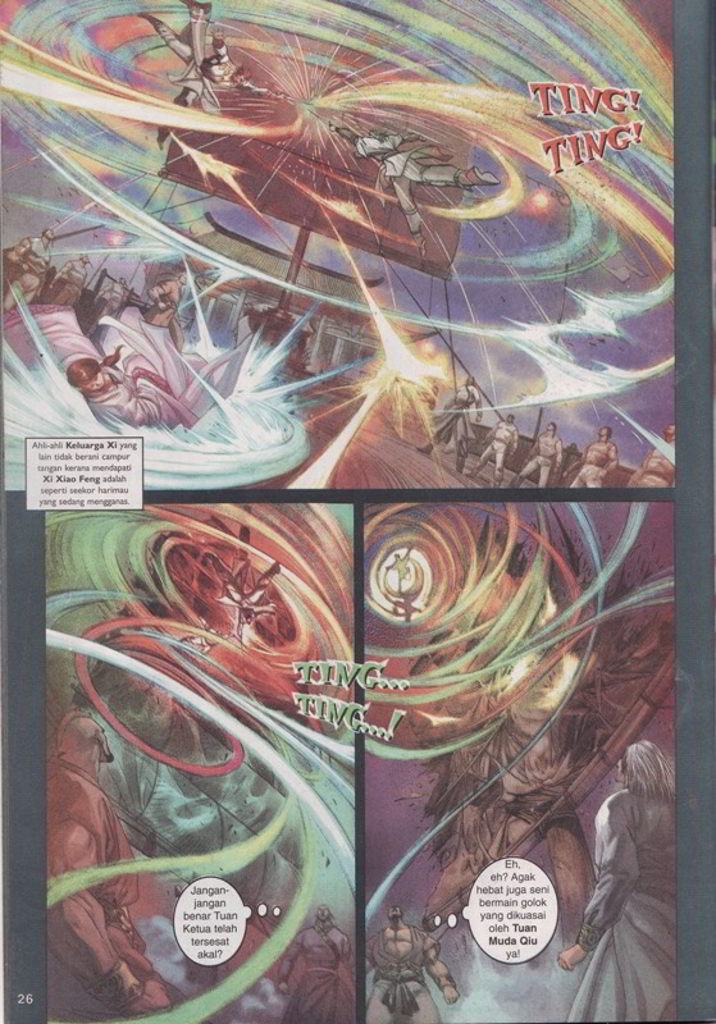 TING!
TING!
Ahli-ahli Keluarga Xi yang
lain tidak berani campur
tangan kerana mendapati
Xi Xiao Feng adalah
seperti seekor harimau
yang sedang mengganas.
TING...
TING...!
Jangan-
jangan
benar Tuan
Ketua telah
tersesat
akal?
Eh,
eh? Agak
hebat juga seni
bermain golok
yang dikuasai
oleh Tuan
Muda Qiu
ya!
26